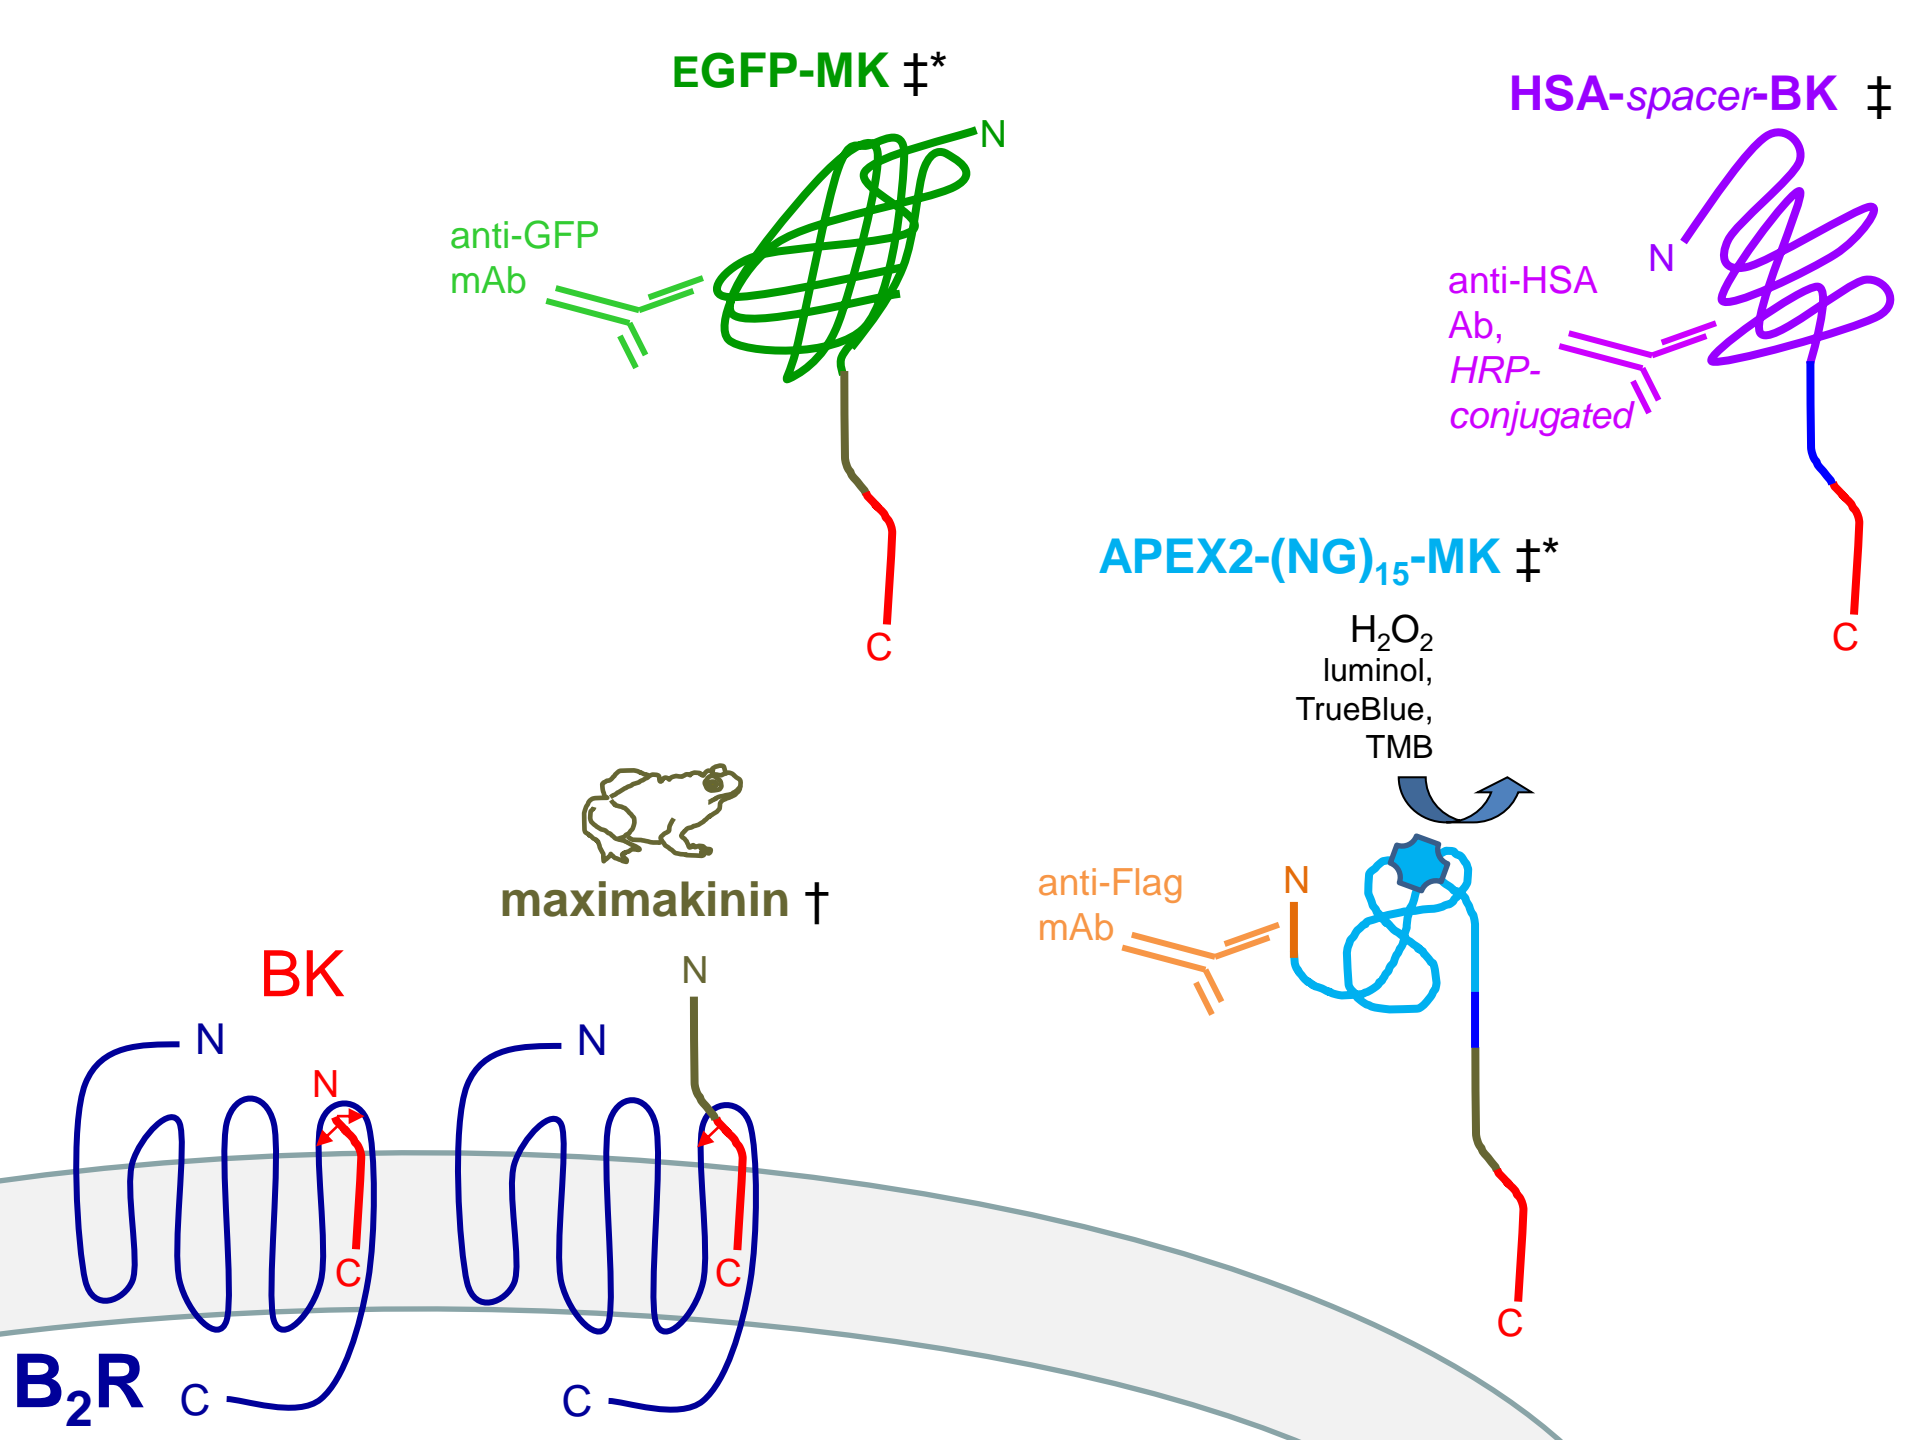 EGFP-MK ‡*
N
anti-GFP
mAb
C
HSA-spacer-BK ‡
N
anti-HSA
Ab,
HRP-
conjugated
C
APEX2-(NG)₁₅-MK ‡*
H₂O₂
luminol,
TrueBlue,
TMB
anti-Flag
mAb
N
C
maximakinin †
N
N
C
C
BK
N
N
C
B₂R
C